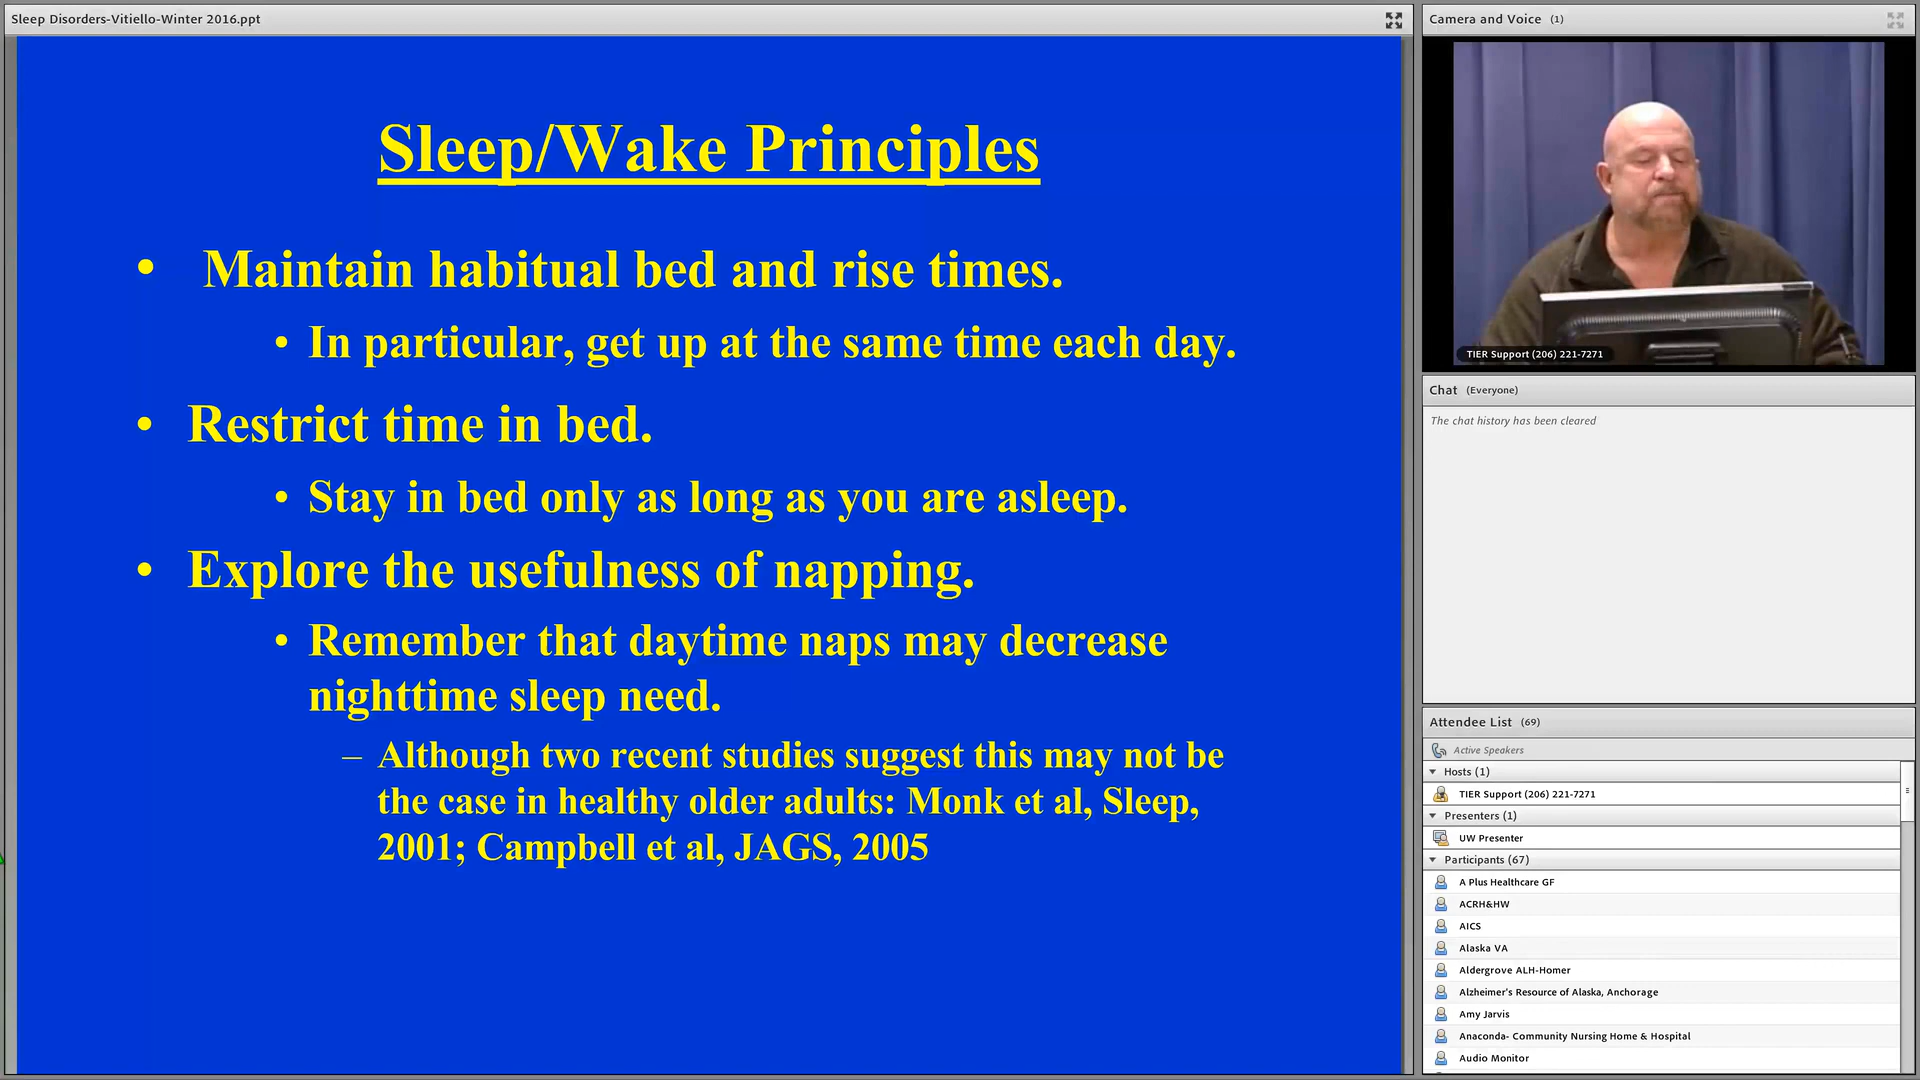 Sleep Disorders-Vitiello-Winter 2016.ppt
Sleep/Wake Principles
• Maintain habitual bed and rise times.
• In particular, get up at the same time each day.
• Restrict time in bed.
• Stay in bed only as long as you are asleep.
• Explore the usefulness of napping.
• Remember that daytime naps may decrease
nighttime sleep need.
– Although two recent studies suggest this may not be
the case in healthy older adults: Monk et al, Sleep,
2001; Campbell et al, JAGS, 2005
Camera and Voice (1)
TIER Support (206) 221-7271
Chat (Everyone)
The chat history has been cleared
Attendee List (69)
Active Speakers
Hosts (1)
TIER Support (206) 221-7271
Presenters (1)
UW Presenter
Participants (67)
A Plus Healthcare GF
ACRH&HW
AICS
Alaska VA
Aldergrove ALH-Homer
Alzheimer's Resource of Alaska, Anchorage
Amy Jarvis
Anaconda- Community Nursing Home & Hospital
Audio Monitor